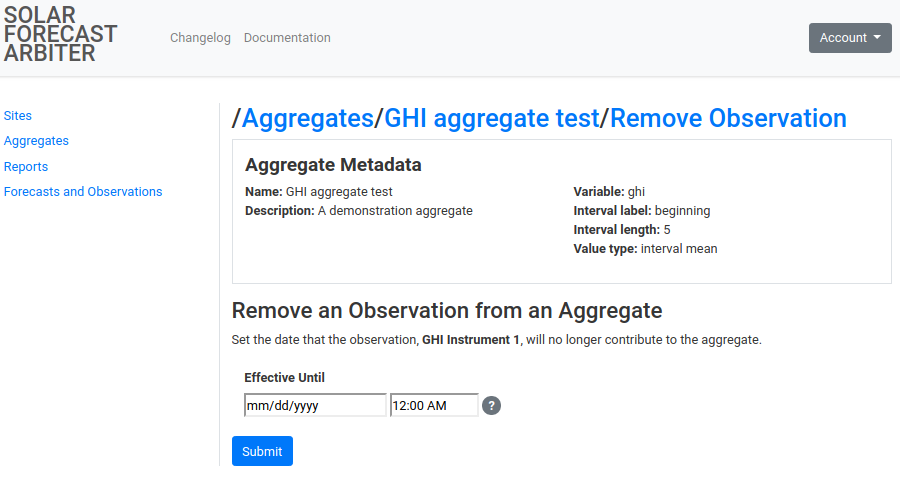 SOLAR
FORECAST
ARBITER
Changelog Documentation
Account
Sites
Aggregates
Reports
Forecasts and Observations
/Aggregates/GHI aggregate test/Remove Observation
Aggregate Metadata
Name: GHI aggregate test
Description: A demonstration aggregate
Variable: ghi
Interval label: beginning
Interval length: 5
Value type: interval mean
Remove an Observation from an Aggregate
Set the date that the observation, GHI Instrument 1, will no longer contribute to the aggregate.
Effective Until
mm/dd/yyyy 12:00 AM ?
Submit